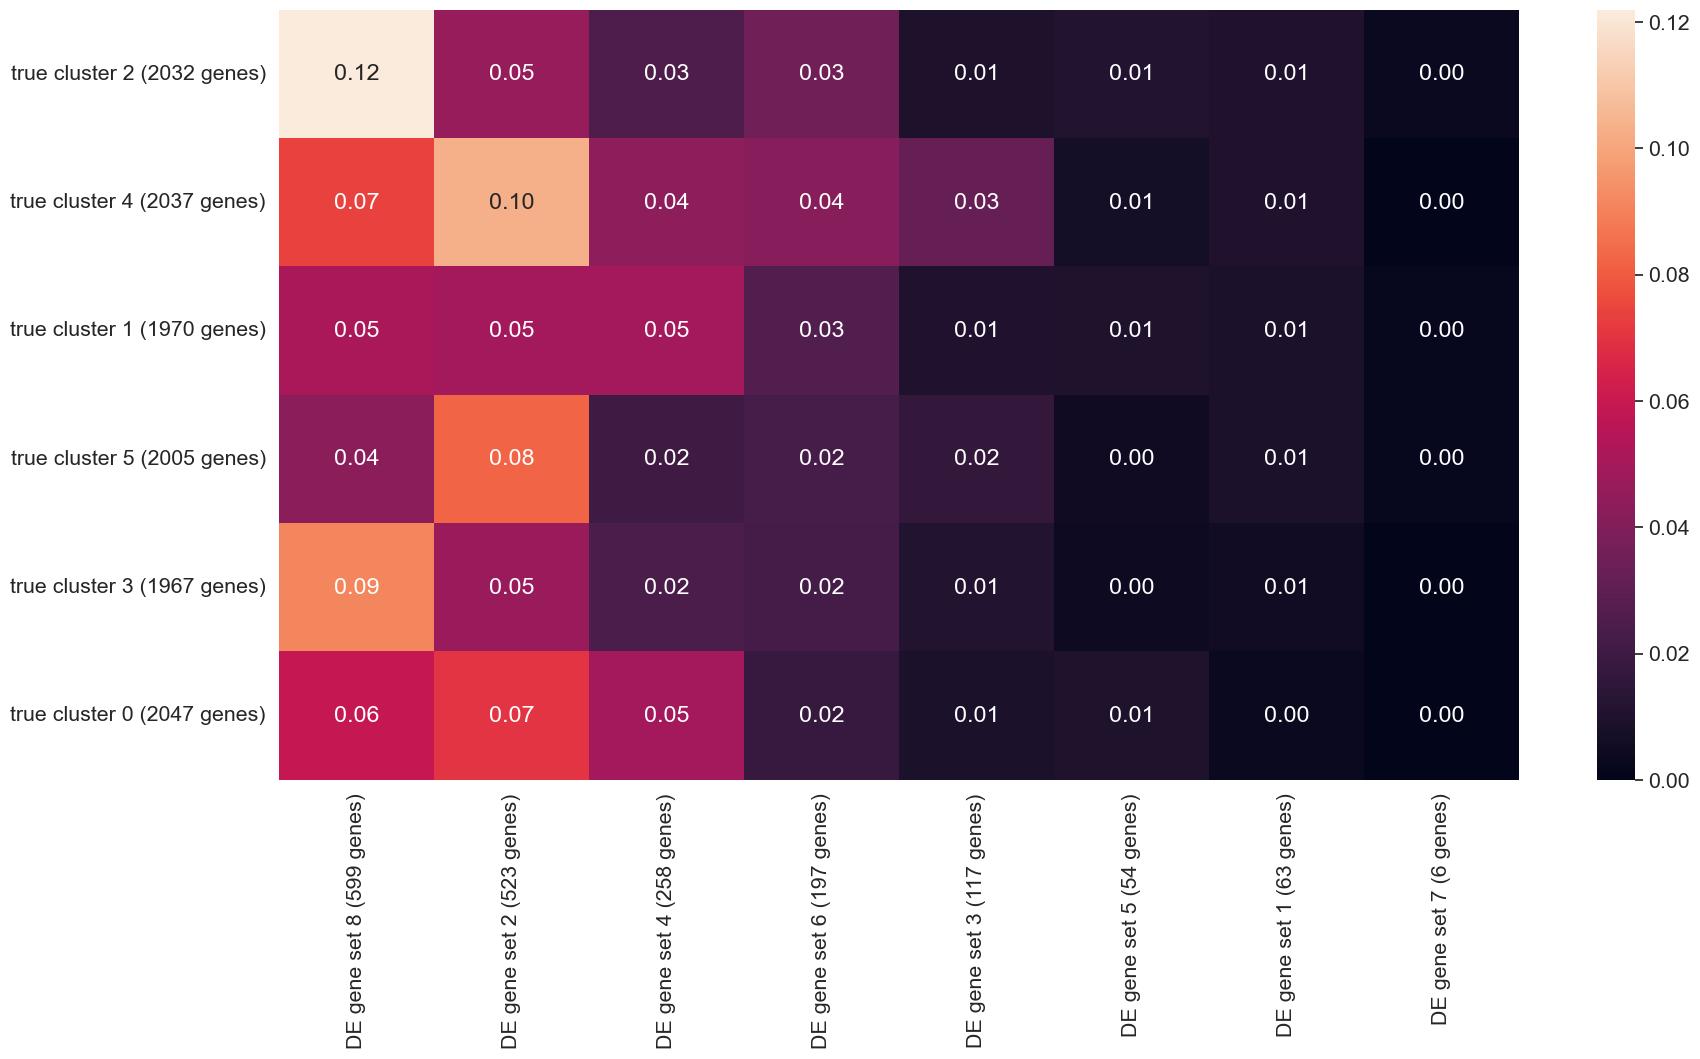 true cluster 2 (2032 genes) 0.12 0.05 0.03 0.03 0.01 0.01 0.01 0.00
true cluster 4 (2037 genes) 0.07 0.10 0.04 0.04 0.03 0.01 0.01 0.00
true cluster 1 (1970 genes) 0.05 0.05 0.05 0.03 0.01 0.01 0.01 0.00
true cluster 5 (2005 genes) 0.04 0.08 0.02 0.02 0.02 0.00 0.01 0.00
true cluster 3 (1967 genes) 0.09 0.05 0.02 0.02 0.01 0.00 0.01 0.00
true cluster 0 (2047 genes) 0.06 0.07 0.05 0.02 0.01 0.01 0.00 0.00
DE gene set 8 (599 genes)
DE gene set 2 (523 genes)
DE gene set 4 (258 genes)
DE gene set 6 (197 genes)
DE gene set 3 (117 genes)
DE gene set 5 (54 genes)
DE gene set 1 (63 genes)
DE gene set 7 (6 genes)
0.12
0.10
0.08
0.06
0.04
0.02
0.00